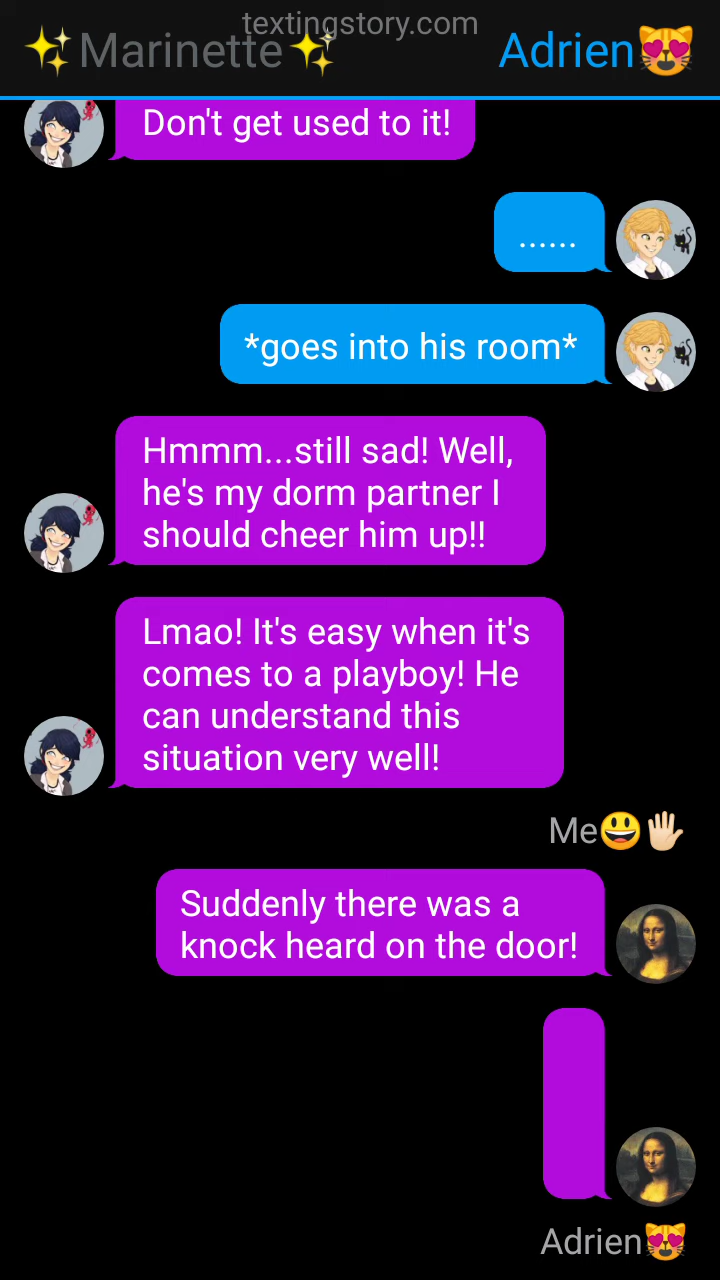 textingstory.com
✨Marinette✨ Adrien😻
Don't get used to it!
......
*goes into his room*
Hmmm...still sad! Well,
he's my dorm partner I
should cheer him up!!
Lmao! It's easy when it's
comes to a playboy! He
can understand this
situation very well!
Me😃🖐🏻
Suddenly there was a
knock heard on the door!
Adrien😻